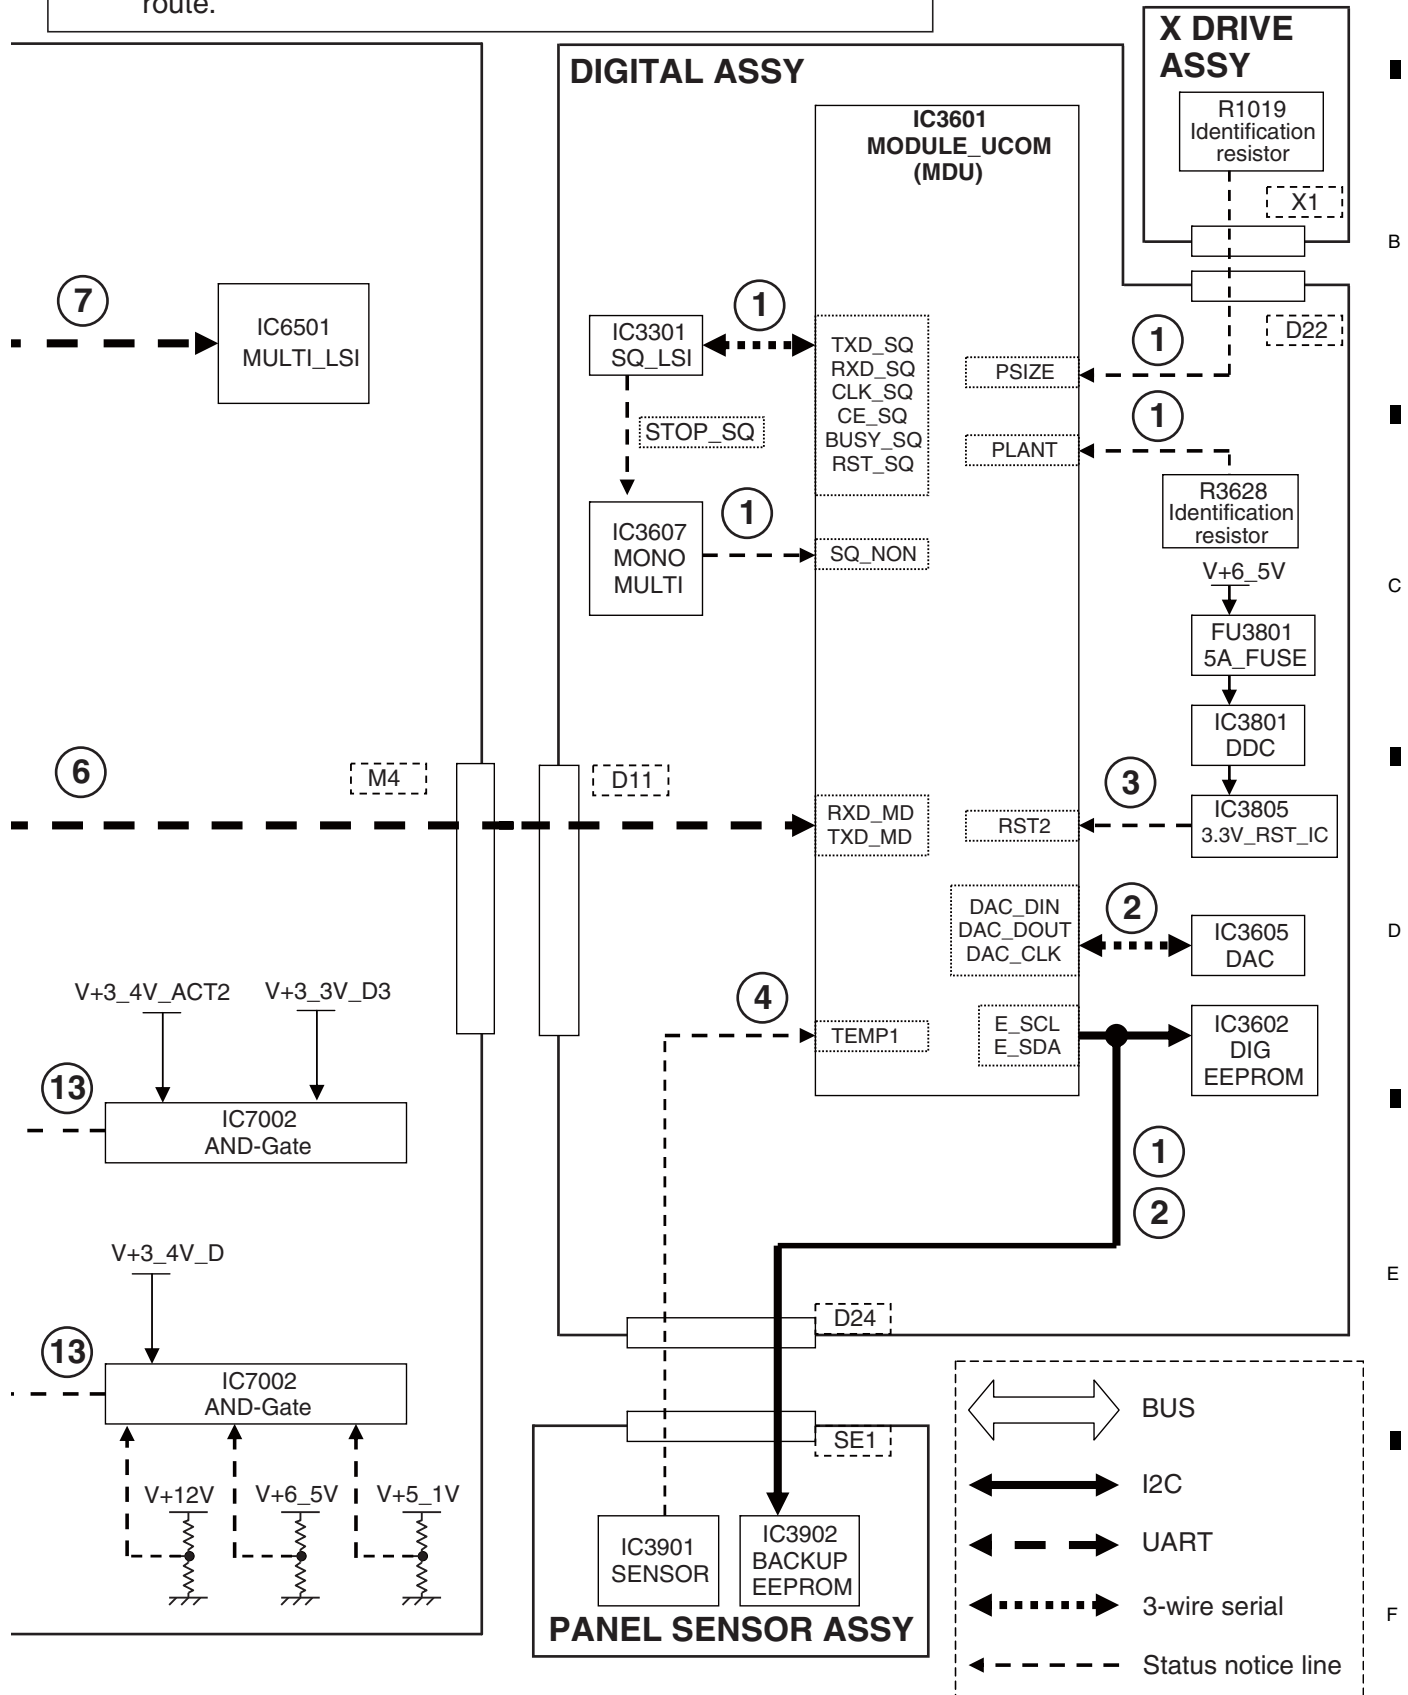 route.
X DRIVE
ASSY
R1019
Identification
resistor
X1
B
D22
DIGITAL ASSY
IC3601
MODULE_UCOM
(MDU)
7
IC6501
MULTI_LSI
IC3301
SQ_LSI
1
TXD_SQ
RXD_SQ
CLK_SQ
CE_SQ
BUSY_SQ
RST_SQ
PSIZE
1
STOP_SQ
PLANT
1
R3628
Identification
resistor
IC3607
MONO
MULTI
1
SQ_NON
V+6_5V
C
FU3801
5A_FUSE
IC3801
DDC
6
M4
D11
RXD_MD
TXD_MD
RST2
3
IC3805
3.3V_RST_IC
DAC_DIN
DAC_DOUT
DAC_CLK
2
IC3605
DAC
D
V+3_4V_ACT2
V+3_3V_D3
4
TEMP1
E_SCL
E_SDA
IC3602
DIG
EEPROM
13
IC7002
AND-Gate
1
2
V+3_4V_D
E
D24
13
IC7002
AND-Gate
SE1
V+12V
V+6_5V
V+5_1V
IC3901
SENSOR
IC3902
BACKUP
EEPROM
PANEL SENSOR ASSY
BUS
I2C
UART
3-wire serial
F
Status notice line